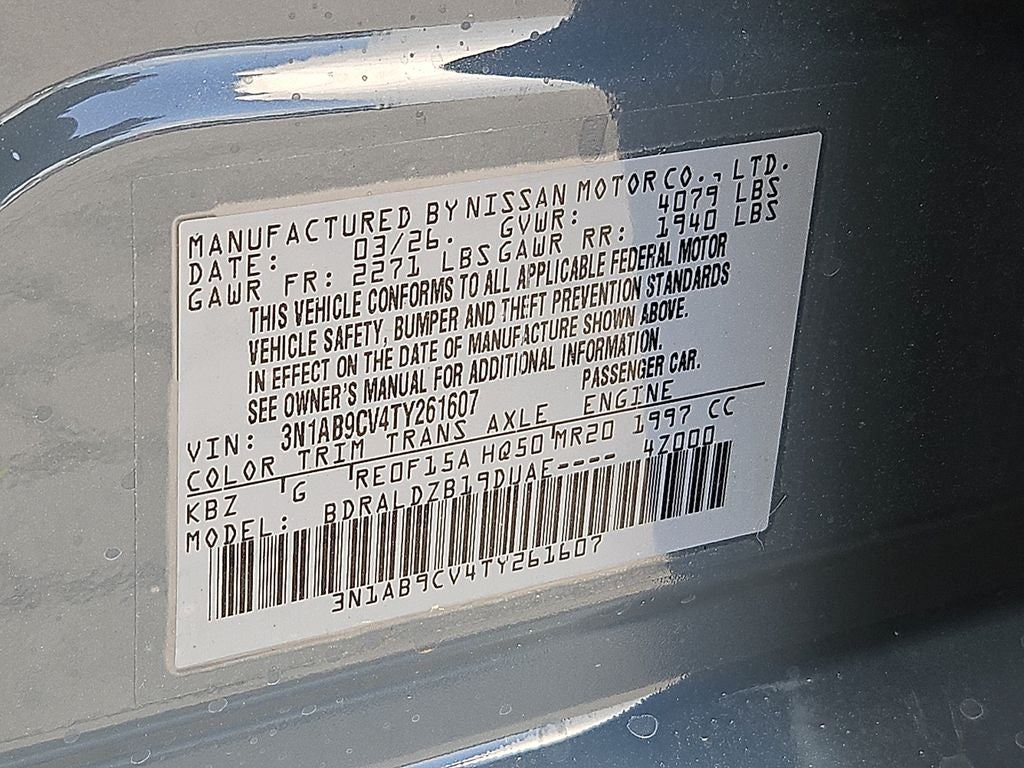 MANUFACTURED BY NISSAN MOTOR CO., LTD.
DATE: 03/26. GVWR: 4079 LBS
GAWR FR: 2271 LBS GAWR RR: 1940 LBS
THIS VEHICLE CONFORMS TO ALL APPLICABLE FEDERAL MOTOR
VEHICLE SAFETY, BUMPER AND THEFT PREVENTION STANDARDS
IN EFFECT ON THE DATE OF MANUFACTURE SHOWN ABOVE.
SEE OWNER'S MANUAL FOR ADDITIONAL INFORMATION.
VIN: 3N1AB9CV4TY261607 PASSENGER CAR.
COLOR TRIM TRANS AXLE ENGINE
KBZ G RE0F15A HQ50 MR20 1997 CC
MODEL: BDRALDZB19DUAE---- 4Z000
3N1AB9CV4TY261607